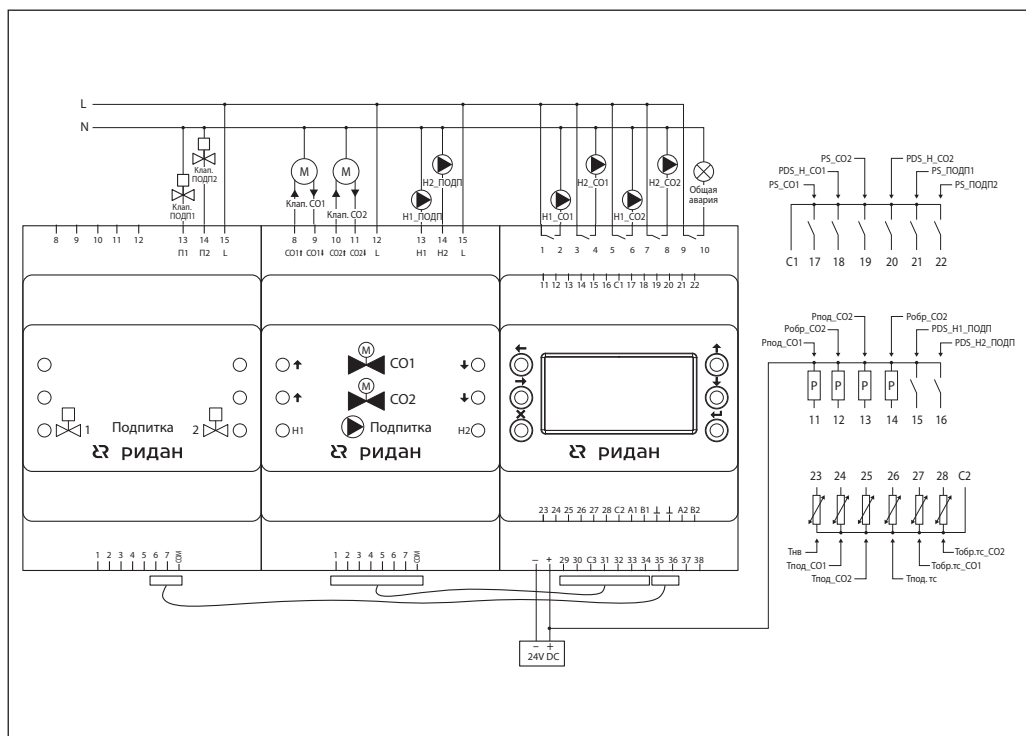 L
N
Клап. ПОДП1
Клап. ПОДП2
M
M
Клап. СО1
Клап. СО2
Н1_ПОДП
Н2_ПОДП
Н1_СО1
Н2_СО1
Н1_СО2
Н2_СО2
Общая авария
8 9 10 11 12 13 14 15
П1 П2 L
8 9 10 11 12 13 14 15
СО1↑ СО1↓ СО2↑ СО2↓ L Н1 Н2 L
1 2 3 4 5 6 7 8 9 10
11 12 13 14 15 16 C1 17 18 19 20 21 22
PS_CO2
PDS_H_CO2
PDS_H_CO1
PS_ПОДП1
PS_CO1
PS_ПОДП2
C1 17 18 19 20 21 22
Рпод_СО2
Робр_СО2
Робр_СО2
PDS_H1_ПОДП
Рпод_СО1
PDS_H2_ПОДП
P P P P
11 12 13 14 15 16
1 2
Подпитка
ридан
↑ M СО1 ↓
↑ M СО2 ↓
Н1 Подпитка Н2
ридан
ридан
23 24 25 26 27 28 C2 A1 B1 ⊥ ⊥ A2 B2
1 2 3 4 5 6 7 COM
1 2 3 4 5 6 7 COM
− + 29 30 C3 31 32 33 34 35 36 37 38
− +
24V DC
23 24 25 26 27 28 C2
Тнв
Тобр.тс_СО2
Тпод_СО1
Тобр.тс_СО1
Тпод_СО2
Тпод.тс